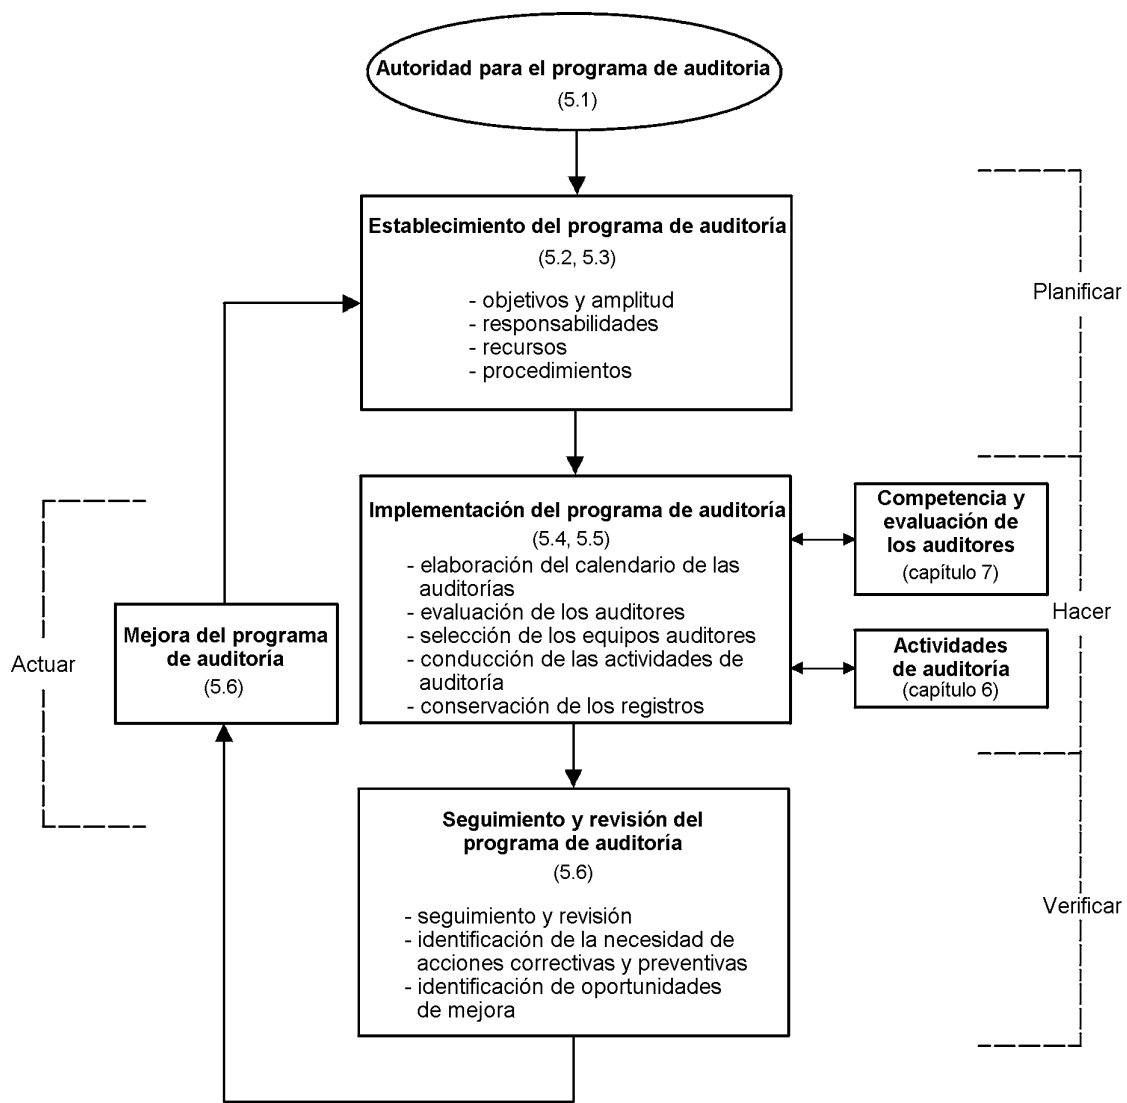 Autoridad para el programa de auditoria
(5.1)
Establecimiento del programa de auditoría
(5.2, 5.3)
- objetivos y amplitud
- responsabilidades
- recursos
- procedimientos
Planificar
Implementación del programa de auditoría
(5.4, 5.5)
- elaboración del calendario de las
auditorías
- evaluación de los auditores
- selección de los equipos auditores
- conducción de las actividades de
auditoría
- conservación de los registros
Competencia y
evaluación de
los auditores
(capítulo 7)
Hacer
Actividades
de auditoría
(capítulo 6)
Mejora del programa
de auditoría
(5.6)
Actuar
Seguimiento y revisión del
programa de auditoría
(5.6)
- seguimiento y revisión
- identificación de la necesidad de
acciones correctivas y preventivas
- identificación de oportunidades
de mejora
Verificar